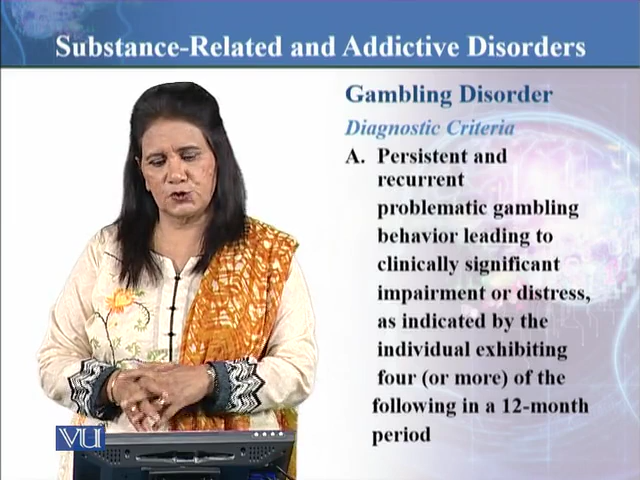 Substance-Related and Addictive Disorders
Gambling Disorder
Diagnostic Criteria
A. Persistent and
recurrent
problematic gambling
behavior leading to
clinically significant
impairment or distress,
as indicated by the
individual exhibiting
four (or more) of the
following in a 12-month
period
VU